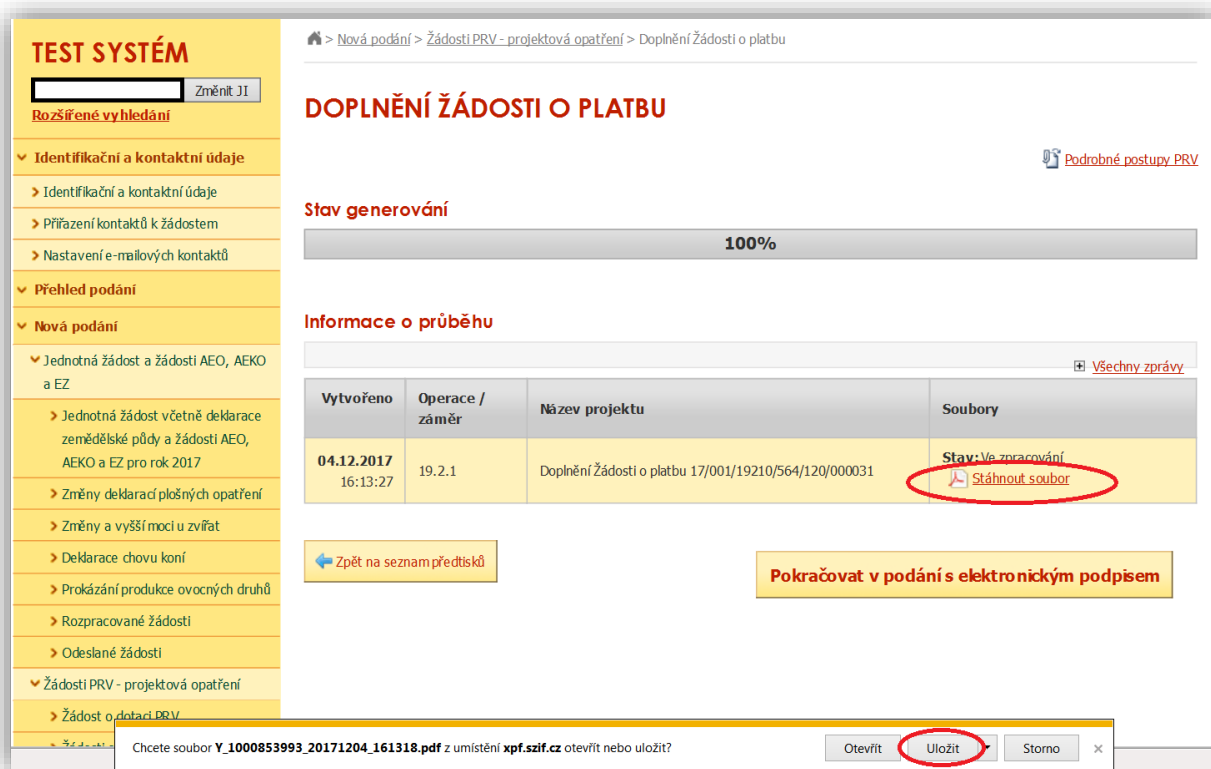 TEST SYSTÉM
Změnit JI
Rozšířené vyhledání
Identifikační a kontaktní údaje
Identifikační a kontaktní údaje
Přiřazení kontaktů k žádostem
Nastavení e-mailových kontaktů
Přehled podání
Nová podání
Jednotná žádost a žádosti AEO, AEKO
a EZ
Jednotná žádost včetně deklarace
zemědělské půdy a žádosti AEO,
AEKO a EZ pro rok 2017
Změny deklarací plošných opatření
Změny a vyšší moci u zvířat
Deklarace chovu koní
Prokázání produkce ovocných druhů
Rozpracované žádosti
Odeslané žádosti
Žádosti PRV - projektová opatření
Žádost o dotaci PRV
> Nová podání > Žádosti PRV - projektová opatření > Doplnění Žádosti o platbu
DOPLNĚNÍ ŽÁDOSTI O PLATBU
Podrobné postupy PRV
Stav generování
100%
Informace o průběhu
Všechny zprávy
Vytvořeno
Operace /
záměr
Název projektu
Soubory
04.12.2017
16:13:27
19.2.1
Doplnění Žádosti o platbu 17/001/19210/564/120/000031
Stav: Ve zpracování
Stáhnout soubor
Zpět na seznam předtisků
Pokračovat v podání s elektronickým podpisem
Chcete soubor Y_1000853993_20171204_161318.pdf z umístění xpf.szif.cz otevřít nebo uložit?
Otevřít
Uložit
Storno